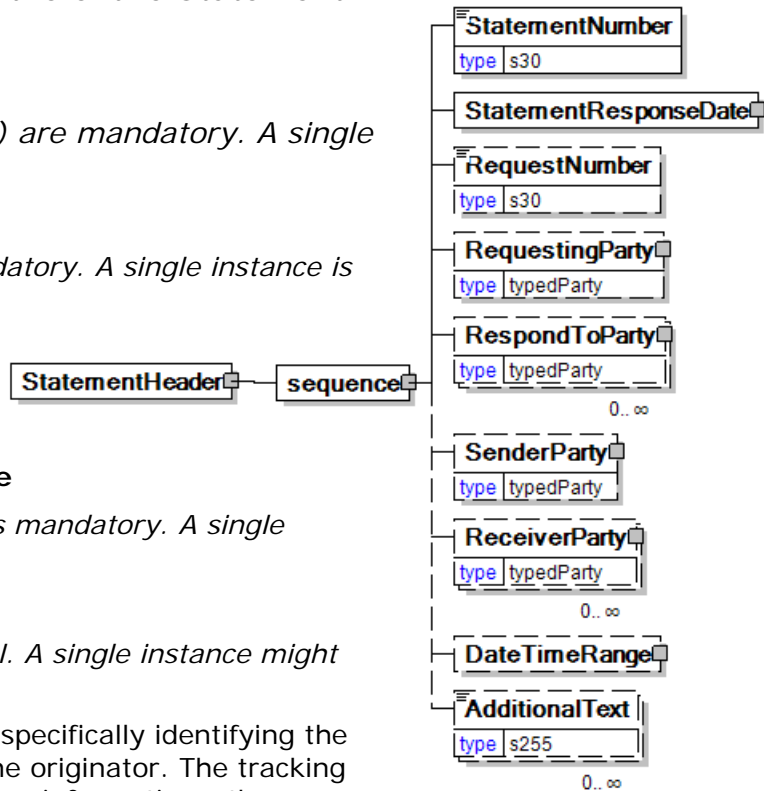 StatementNumber
type s30
StatementResponseDate
) are mandatory. A single
RequestNumber
type s30
datory. A single instance is
RequestingParty
type typedParty
RespondToParty
type typedParty
0.. ∞
StatementHeader
sequence
SenderParty
type typedParty
e
s mandatory. A single
ReceiverParty
type typedParty
0.. ∞
l. A single instance might
DateTimeRange
specifically identifying the
ne originator. The tracking
AdditionalText
type s255
0.. ∞